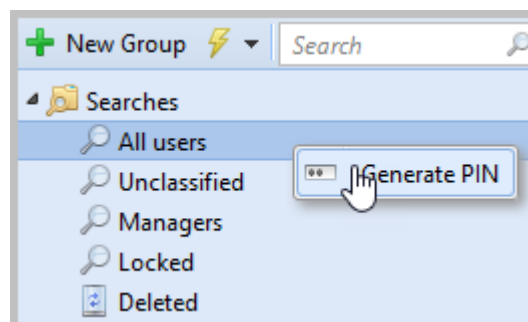 New Group
Search
Searches
All users
Generate PIN
Unclassified
Managers
Locked
Deleted